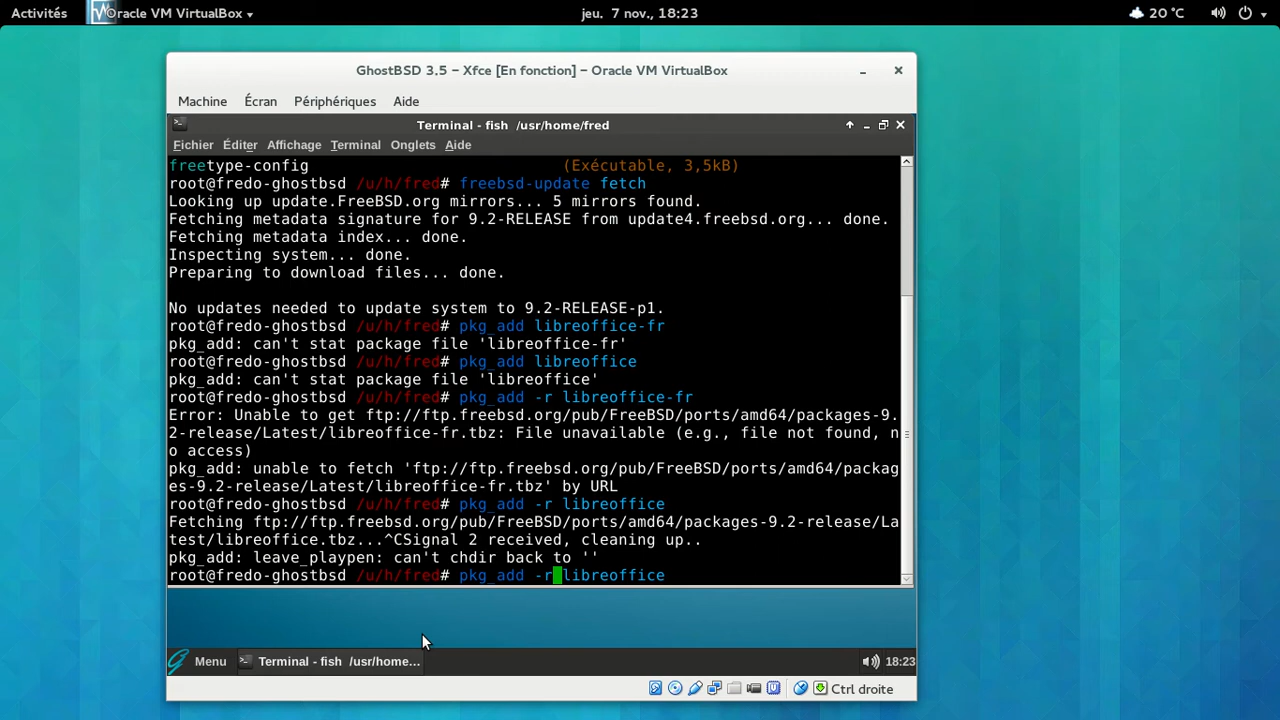 Activités
Oracle VM VirtualBox
jeu. 7 nov., 18:23
20 °C
GhostBSD 3.5 – Xfce [En fonction] – Oracle VM VirtualBox
Machine Écran Périphériques Aide
Terminal - fish /usr/home/fred
Fichier Éditer Affichage Terminal Onglets Aide
freetype-config (Exécutable, 3,5kB)
root@fredo-ghostbsd /u/h/fred# freebsd-update fetch
Looking up update.FreeBSD.org mirrors... 5 mirrors found.
Fetching metadata signature for 9.2-RELEASE from update4.freebsd.org... done.
Fetching metadata index... done.
Inspecting system... done.
Preparing to download files... done.
No updates needed to update system to 9.2-RELEASE-p1.
root@fredo-ghostbsd /u/h/fred# pkg_add libreoffice-fr
pkg_add: can't stat package file 'libreoffice-fr'
root@fredo-ghostbsd /u/h/fred# pkg_add libreoffice
pkg_add: can't stat package file 'libreoffice'
root@fredo-ghostbsd /u/h/fred# pkg_add -r libreoffice-fr
Error: Unable to get ftp://ftp.freebsd.org/pub/FreeBSD/ports/amd64/packages-9.
2-release/Latest/libreoffice-fr.tbz: File unavailable (e.g., file not found, n
o access)
pkg_add: unable to fetch 'ftp://ftp.freebsd.org/pub/FreeBSD/ports/amd64/packag
es-9.2-release/Latest/libreoffice-fr.tbz' by URL
root@fredo-ghostbsd /u/h/fred# pkg_add -r libreoffice
Fetching ftp://ftp.freebsd.org/pub/FreeBSD/ports/amd64/packages-9.2-release/La
test/libreoffice.tbz...^CSignal 2 received, cleaning up..
pkg_add: leave_playpen: can't chdir back to ''
root@fredo-ghostbsd /u/h/fred# pkg_add -r libreoffice
Menu
Terminal - fish /usr/home...
18:23
Ctrl droite